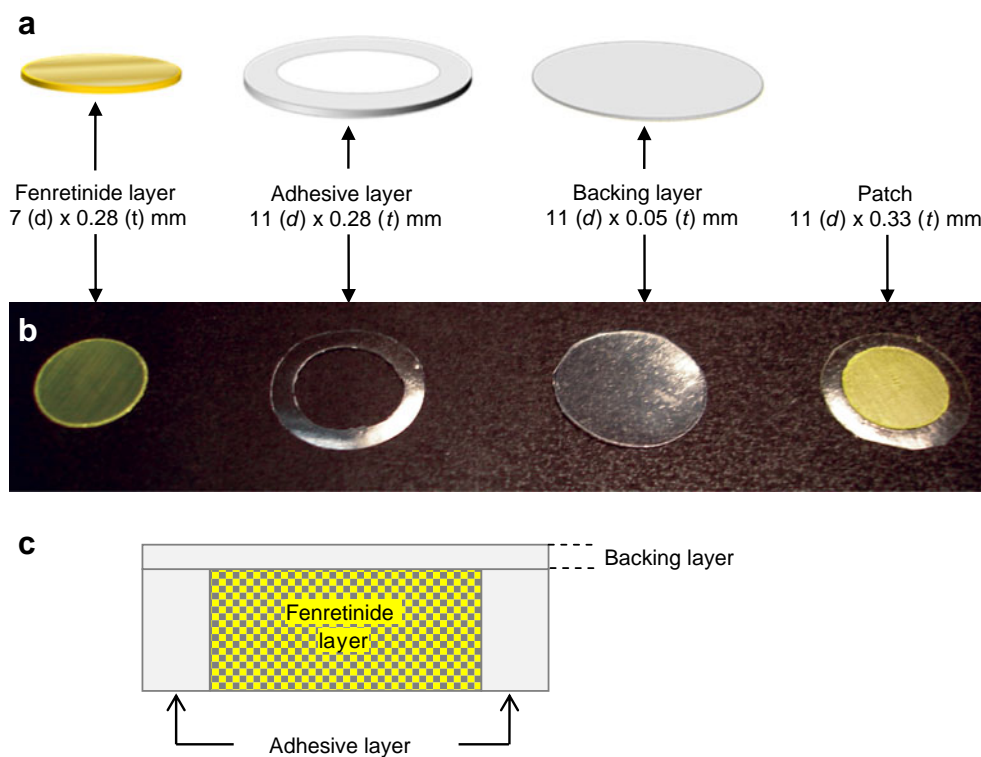 a
Fenretinide layer
7 (d) x 0.28 (t) mm
Adhesive layer
11 (d) x 0.28 (t) mm
Backing layer
11 (d) x 0.05 (t) mm
Patch
11 (d) x 0.33 (t) mm
b
c
Backing layer
Fenretinide
layer
Adhesive layer